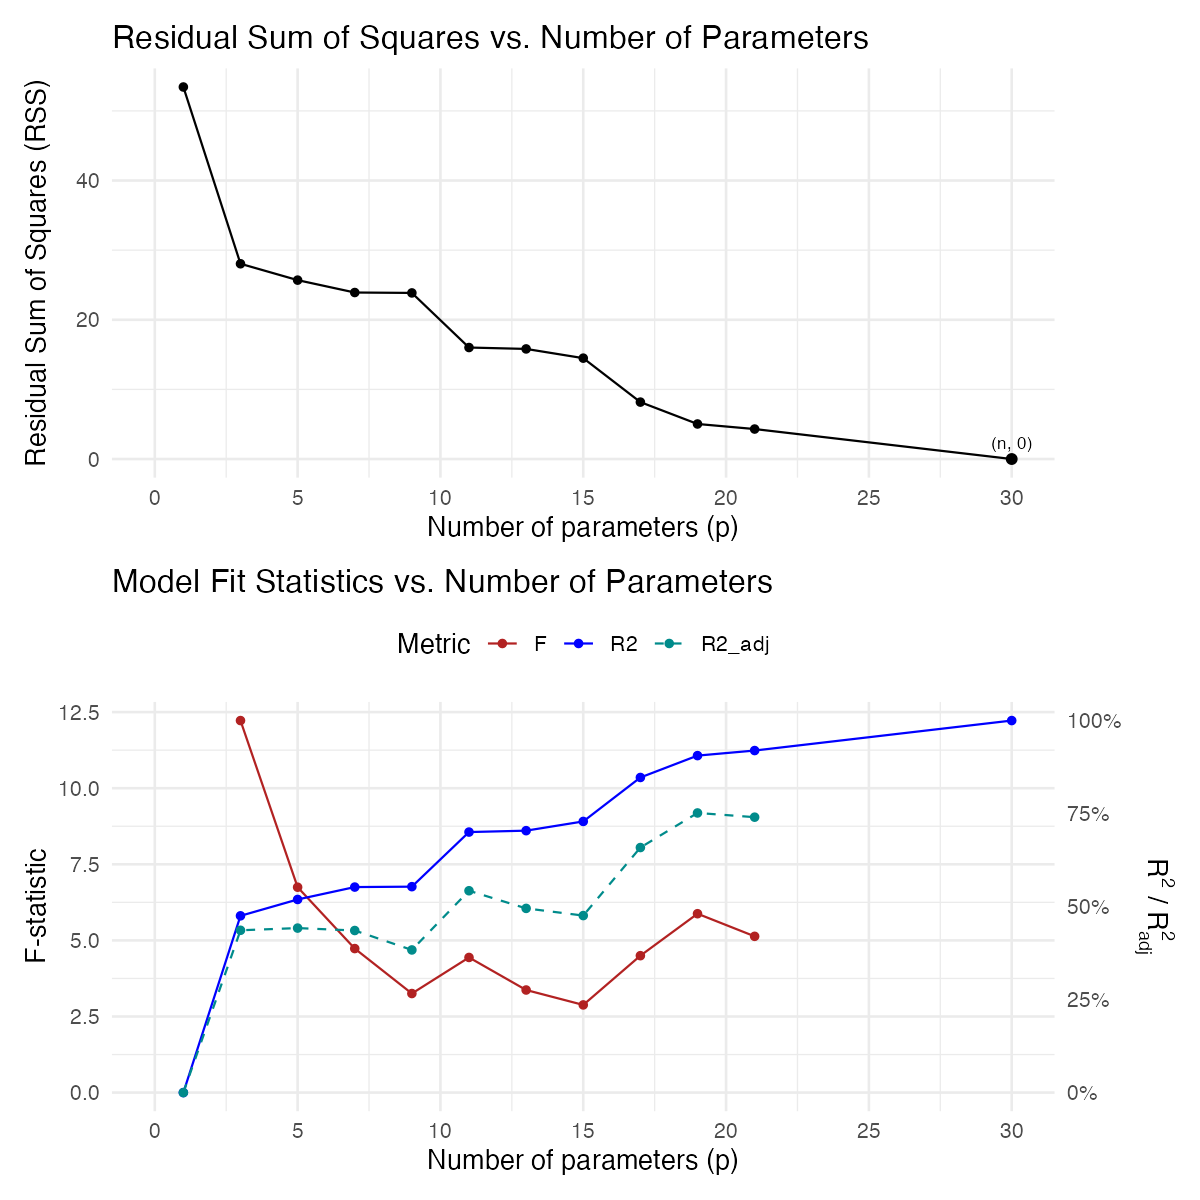 Residual Sum of Squares vs. Number of Parameters
Residual Sum of Squares (RSS)
40
20
0
(n, 0)
0 5 10 15 20 25 30
Number of parameters (p)
Model Fit Statistics vs. Number of Parameters
Metric F R2 R2_adj
F-statistic
12.5
10.0
7.5
5.0
2.5
0.0
100%
75%
50%
25%
0%
R² / R²adj
0 5 10 15 20 25 30
Number of parameters (p)